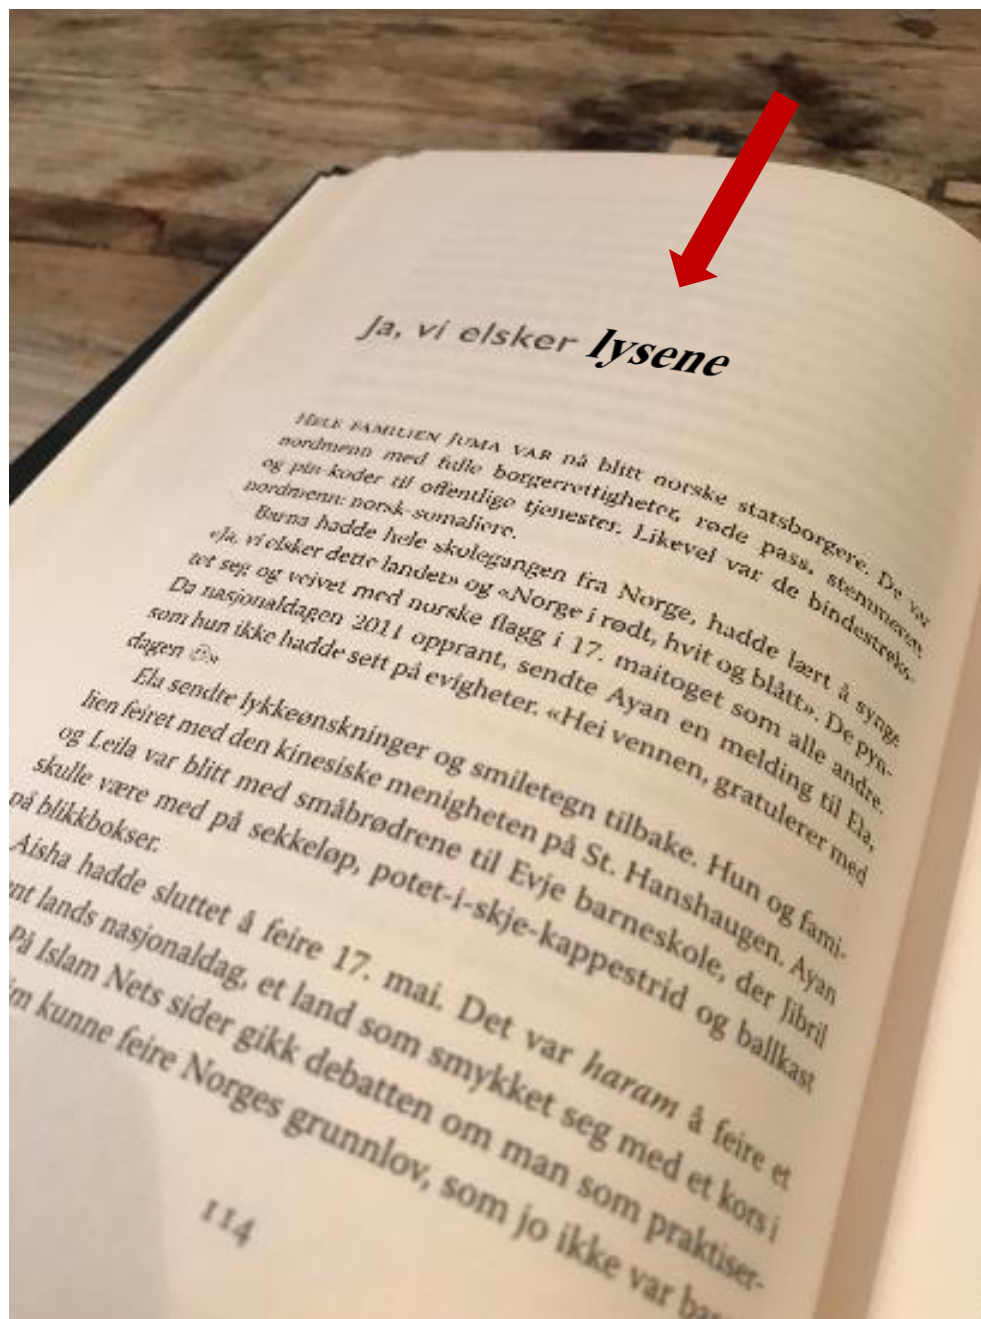 Ja, vi elsker lysene
HELE FAMILIEN JUMA VAR nå blitt norske statsborgere. De var
nordmenn med fulle borgerrettigheter, røde pass, stemmerett
og pin-koder til offentlige tjenester. Likevel var de bindestreks-
nordmenn: norsk-somaliere.
Barna hadde hele skolegangen fra Norge, hadde lært å synge
«Ja, vi elsker dette landet» og «Norge i rødt, hvit og blått». De pyn-
tet seg og veivet med norske flagg i 17. maitoget som alle andre.
Da nasjonaldagen 2011 opprant, sendte Ayan en melding til Ela,
som hun ikke hadde sett på evigheter. «Hei vennen, gratulerer med
dagen ☺»
Ela sendte lykkeønskninger og smiletegn tilbake. Hun og fami-
lien feiret med den kinesiske menigheten på St. Hanshaugen. Ayan
og Leila var blitt med småbrødrene til Evje barneskole, der Jibril
skulle være med på sekkeløp, potet-i-skje-kappestrid og ballkast
på blikkbokser.
Aisha hadde sluttet å feire 17. mai. Det var haram å feire et
nt lands nasjonaldag, et land som smykket seg med et kors i
På Islam Nets sider gikk debatten om man som praktiser-
im kunne feire Norges grunnlov, som jo ikke var
114